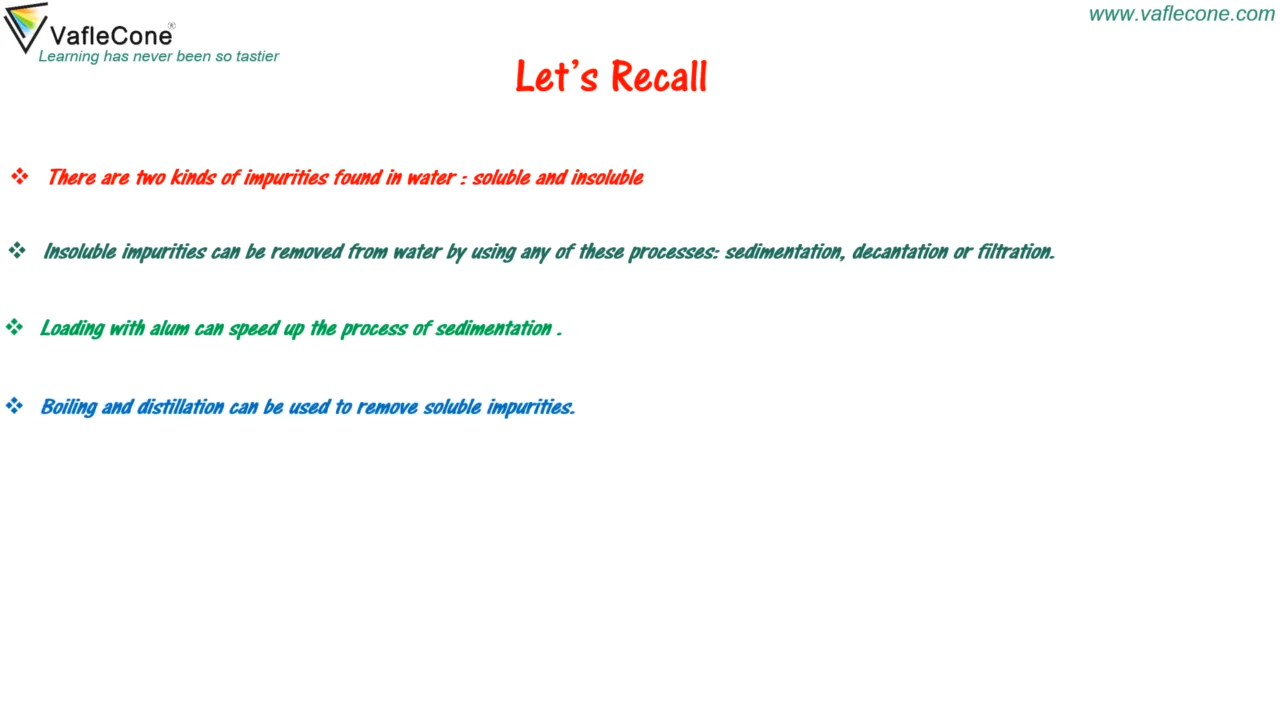 www.vaflecone.com
VafleCone®
Learning has never been so tastier
Let's Recall
❖ There are two kinds of impurities found in water : soluble and insoluble
❖ Insoluble impurities can be removed from water by using any of these processes: sedimentation, decantation or filtration.
❖ Loading with alum can speed up the process of sedimentation .
❖ Boiling and distillation can be used to remove soluble impurities.